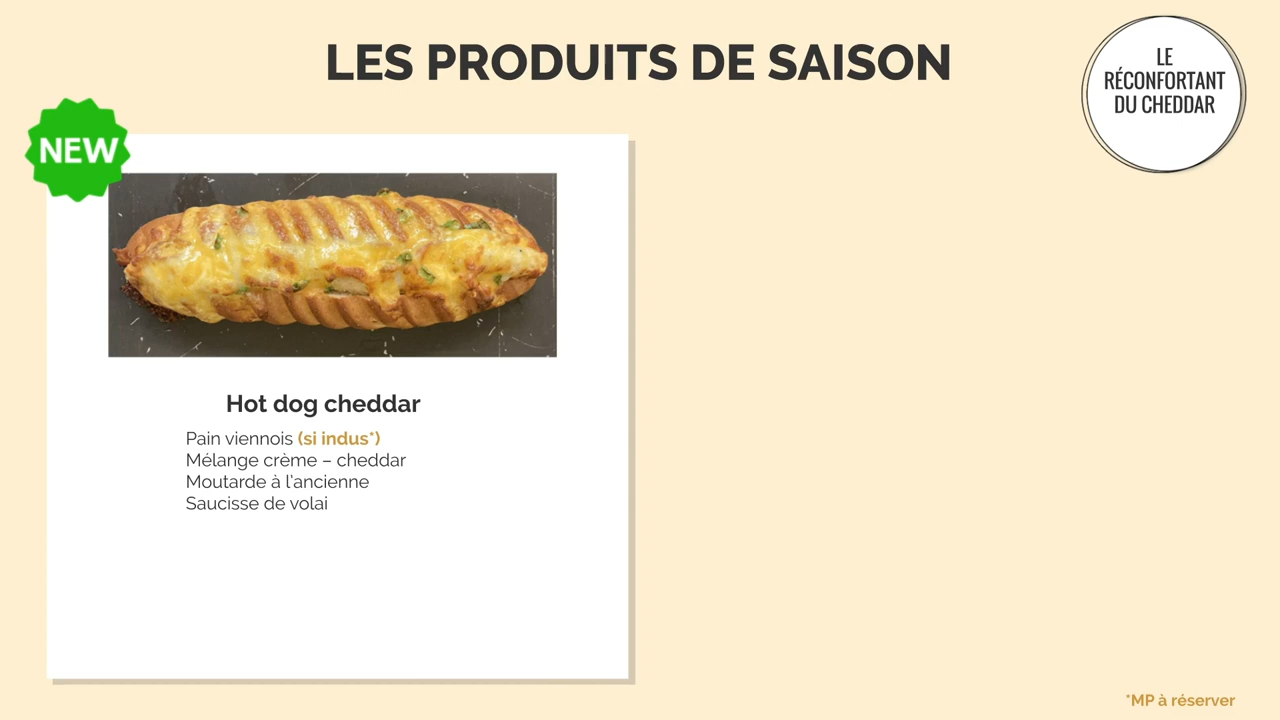 LES PRODUITS DE SAISON
LE
RÉCONFORTANT
DU CHEDDAR
NEW
Hot dog cheddar
Pain viennois (si indus*)
Mélange crème – cheddar
Moutarde à l'ancienne
Saucisse de volai
*MP à réserver